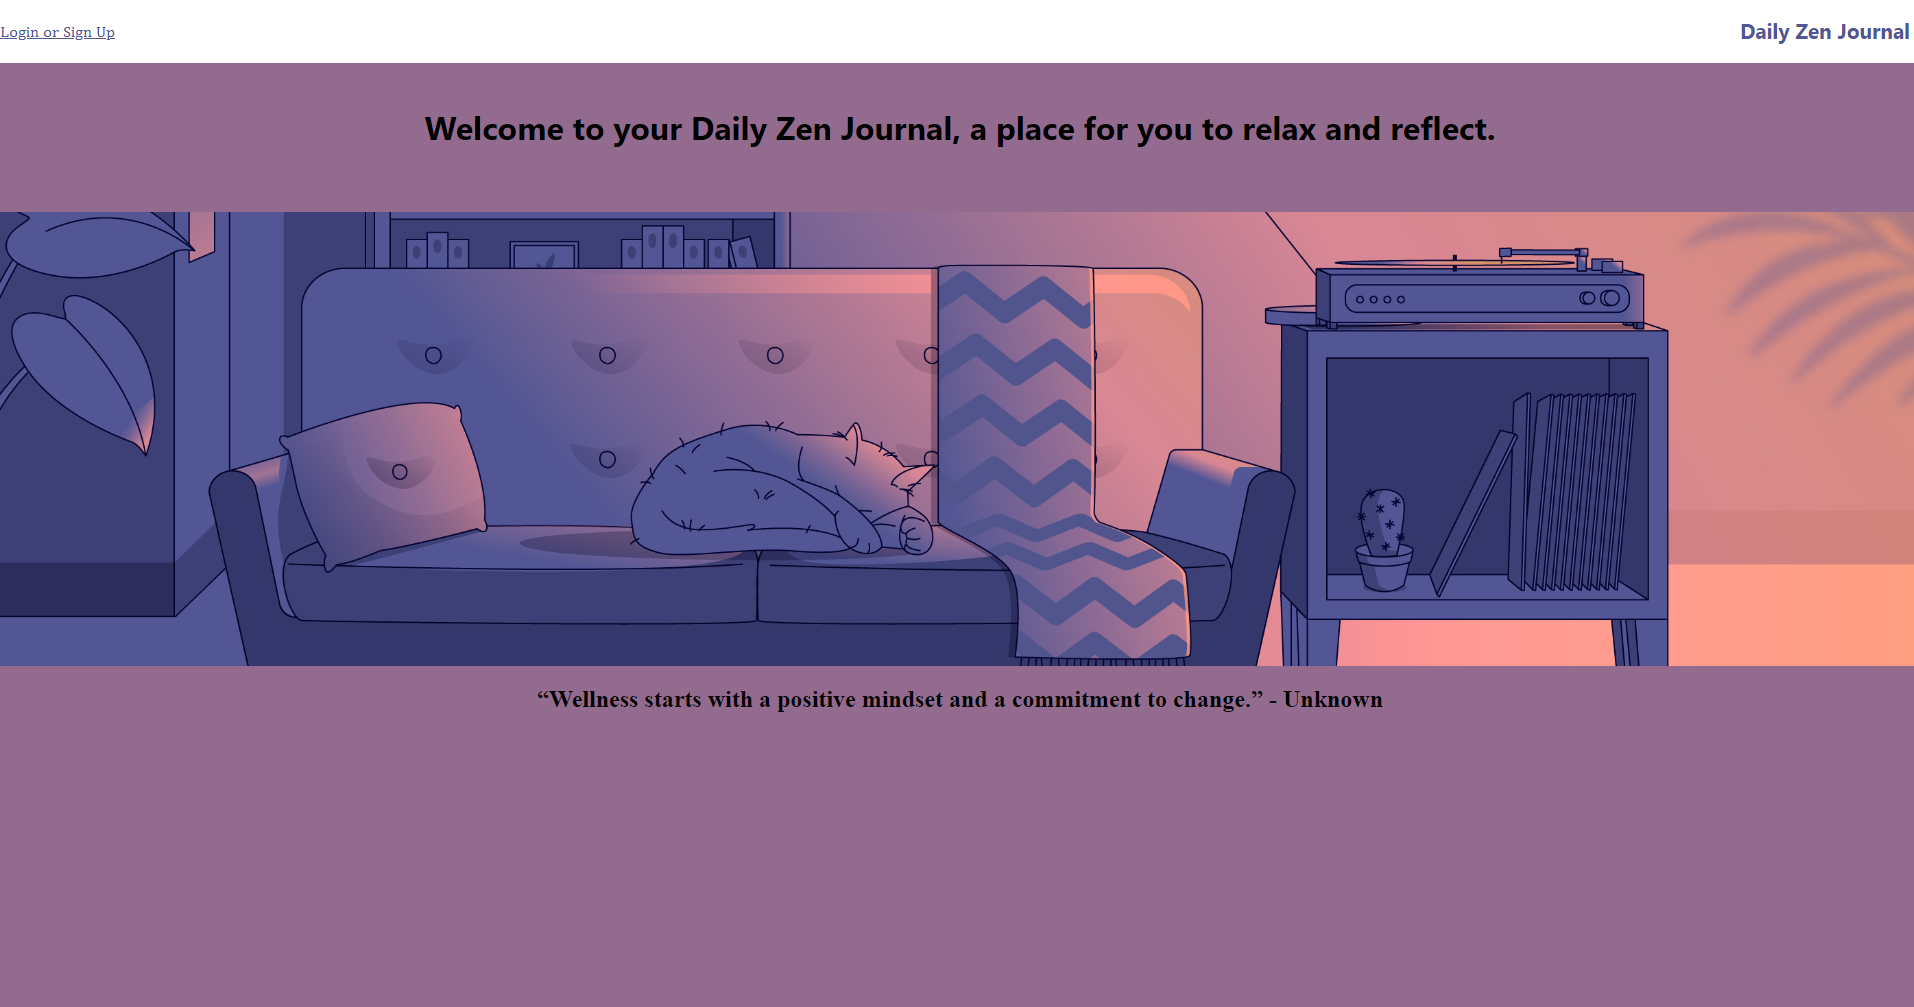 Login or Sign Up
Daily Zen Journal
Welcome to your Daily Zen Journal, a place for you to relax and reflect.
“Wellness starts with a positive mindset and a commitment to change.” - Unknown